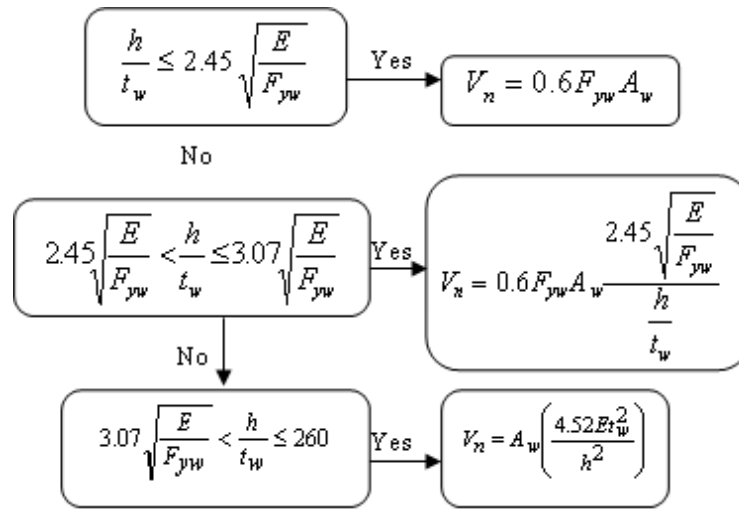 h/t_w ≤ 2.45 √(E/F_yw)
Yes
V_n = 0.6F_yw A_w
No
2.45 √(E/F_yw) < h/t_w ≤ 3.07 √(E/F_yw)
Yes
V_n = 0.6F_yw A_w (2.45 √(E/F_yw))/(h/t_w)
No
3.07 √(E/F_yw) < h/t_w ≤ 260
Yes
V_n = A_w (4.52Et_w^2/h^2)